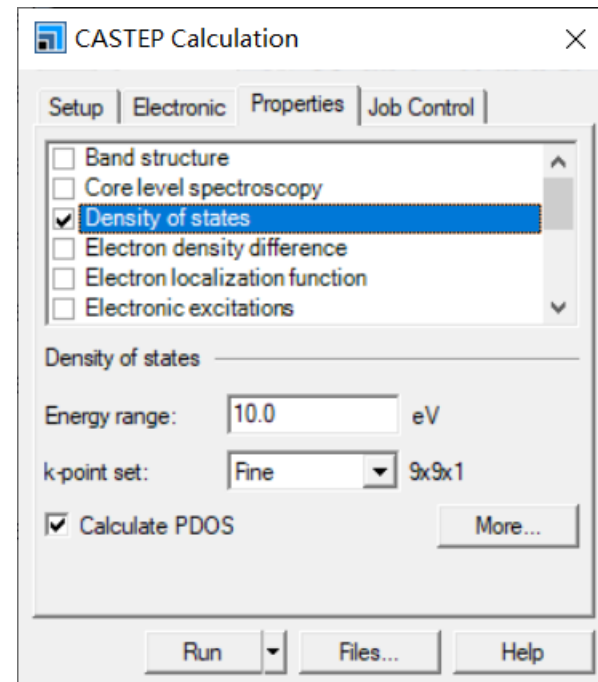 CASTEP Calculation
Setup Electronic Properties Job Control
Band structure
Core level spectroscopy
Density of states
Electron density difference
Electron localization function
Electronic excitations
Density of states
Energy range: 10.0 eV
k-point set: Fine 9x9x1
Calculate PDOS More...
Run Files... Help